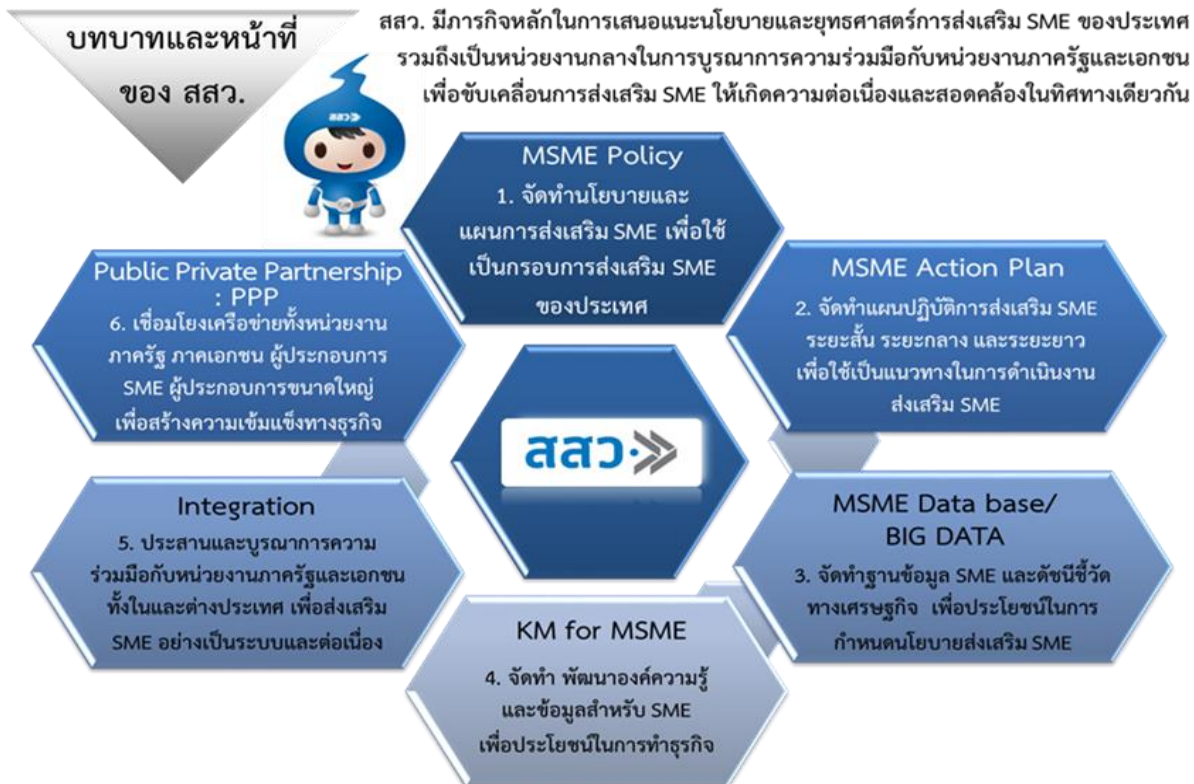 บทบาทและหน้าที่
ของ สสว.
สสว. มีภารกิจหลักในการเสนอแนะนโยบายและยุทธศาสตร์การส่งเสริม SME ของประเทศ
รวมถึงเป็นหน่วยงานกลางในการบูรณาการความร่วมมือกับหน่วยงานภาครัฐและเอกชน
เพื่อขับเคลื่อนการส่งเสริม SME ให้เกิดความต่อเนื่องและสอดคล้องในทิศทางเดียวกัน
สสว
MSME Policy
1. จัดทำนโยบายและ
แผนการส่งเสริม SME เพื่อใช้
เป็นกรอบการส่งเสริม SME
ของประเทศ
MSME Action Plan
2. จัดทำแผนปฏิบัติการส่งเสริม SME
ระยะสั้น ระยะกลาง และระยะยาว
เพื่อใช้เป็นแนวทางในการดำเนินงาน
ส่งเสริม SME
MSME Data base/
BIG DATA
3. จัดทำฐานข้อมูล SME และดัชนีชี้วัด
ทางเศรษฐกิจ เพื่อประโยชน์ในการ
กำหนดนโยบายส่งเสริม SME
KM for MSME
4. จัดทำ พัฒนาองค์ความรู้
และข้อมูลสำหรับ SME
เพื่อประโยชน์ในการทำธุรกิจ
Integration
5. ประสานและบูรณาการความ
ร่วมมือกับหน่วยงานภาครัฐและเอกชน
ทั้งในและต่างประเทศ เพื่อส่งเสริม
SME อย่างเป็นระบบและต่อเนื่อง
Public Private Partnership
: PPP
6. เชื่อมโยงเครือข่ายทั้งหน่วยงาน
ภาครัฐ ภาคเอกชน ผู้ประกอบการ
SME ผู้ประกอบการขนาดใหญ่
เพื่อสร้างความเข้มแข็งทางธุรกิจ
สสว.